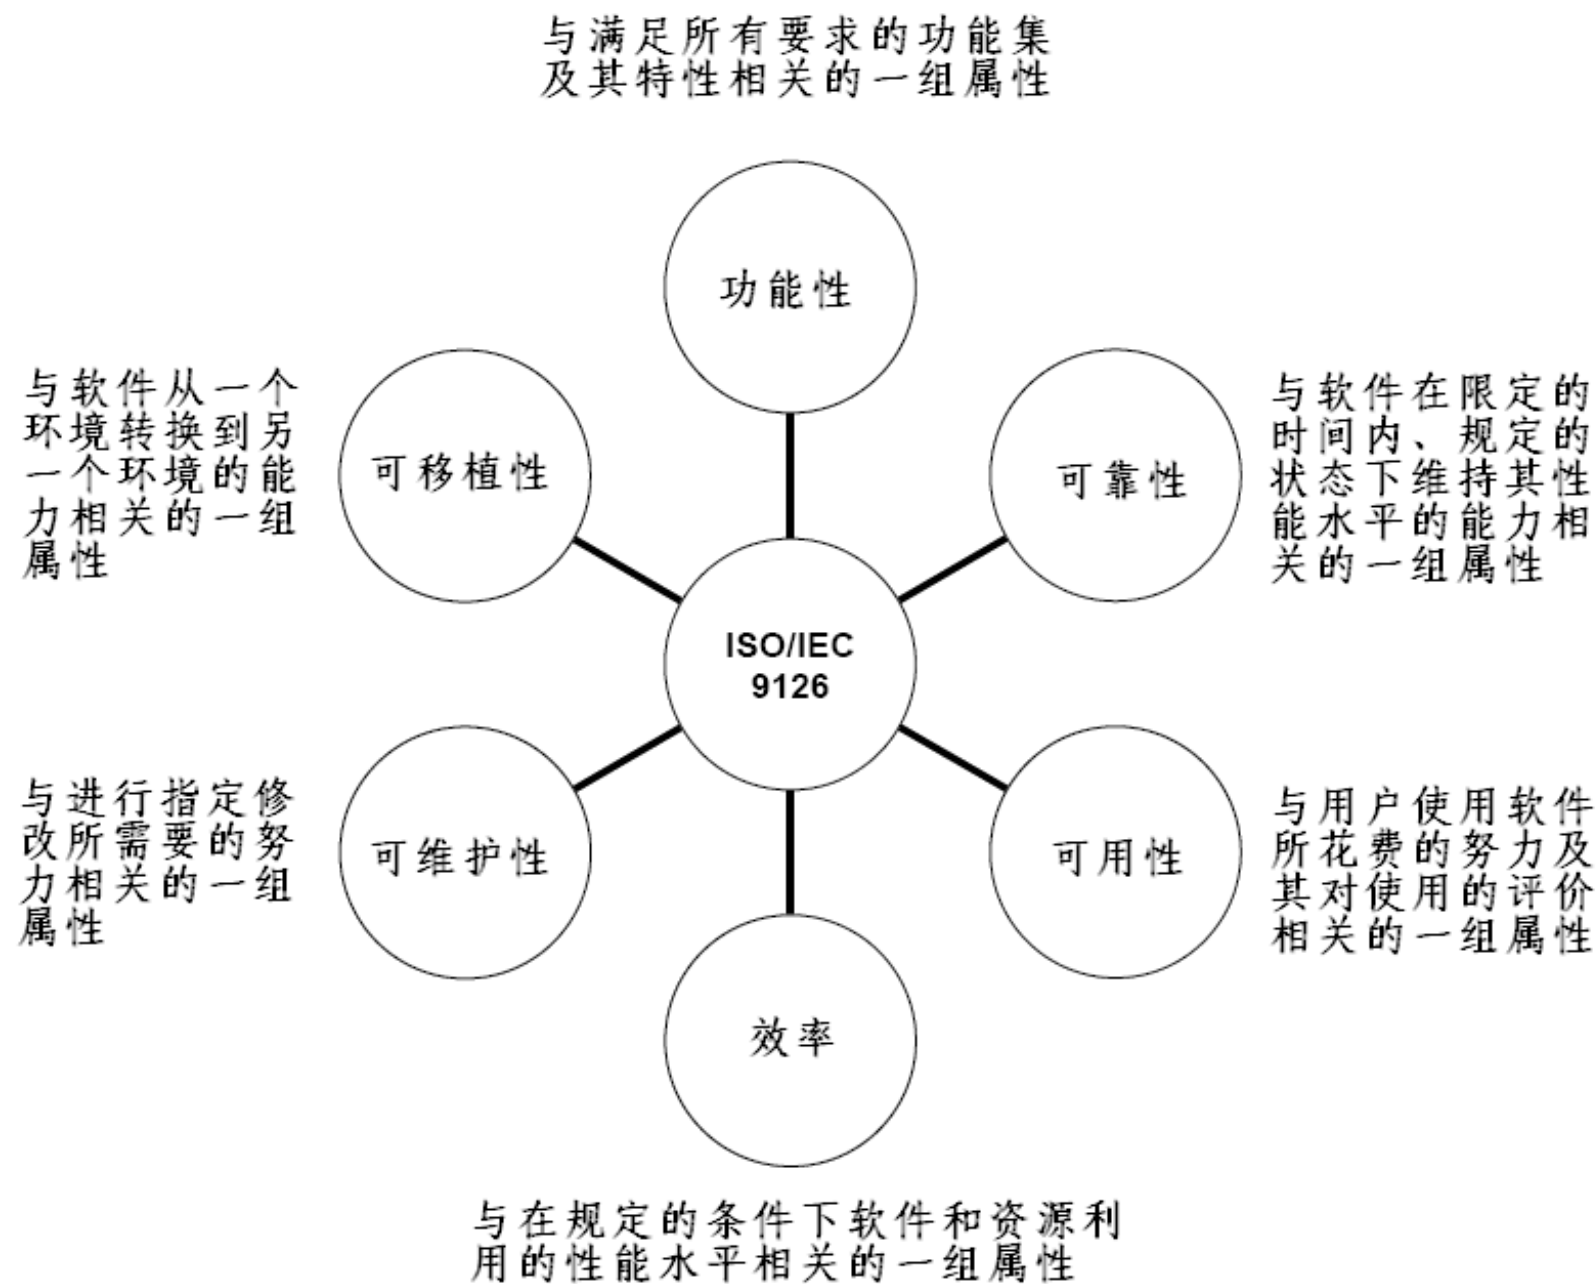 与满足所有要求的功能集
及其特性相关的一组属性
功能性
与软件从一个
环境转换到另
一个环境的能
力相关的一组
属性
可移植性
可靠性
与软件在限定的
时间内、规定的
状态下维持其性
能水平的能力相
关的一组属性
ISO/IEC
9126
与进行指定修
改所需要的努
力相关的一组
属性
可维护性
可用性
与用户使用软件
所花费的努力及
其对使用的评价
相关的一组属性
效率
与在规定的条件下软件和资源利
用的性能水平相关的一组属性